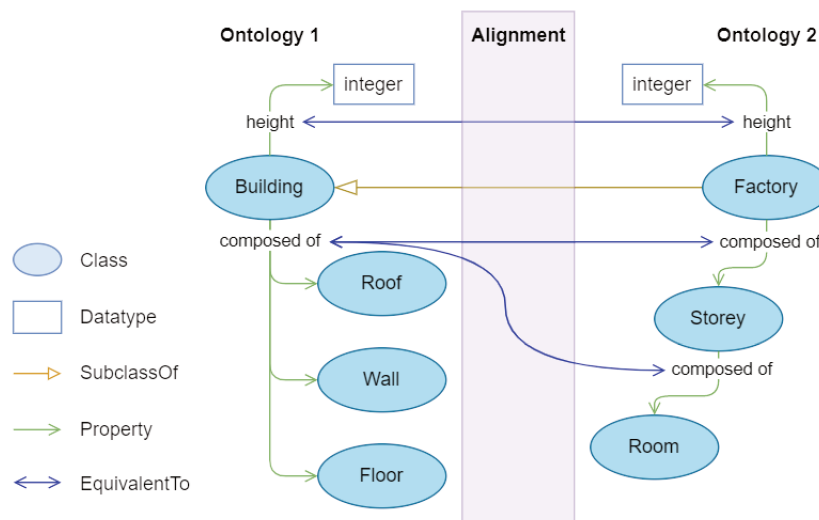 Ontology 1
Alignment
Ontology 2
integer
integer
height
height
Building
Factory
composed of
composed of
Class
Roof
Datatype
Storey
SubclassOf
Wall
composed of
Property
Room
EquivalentTo
Floor